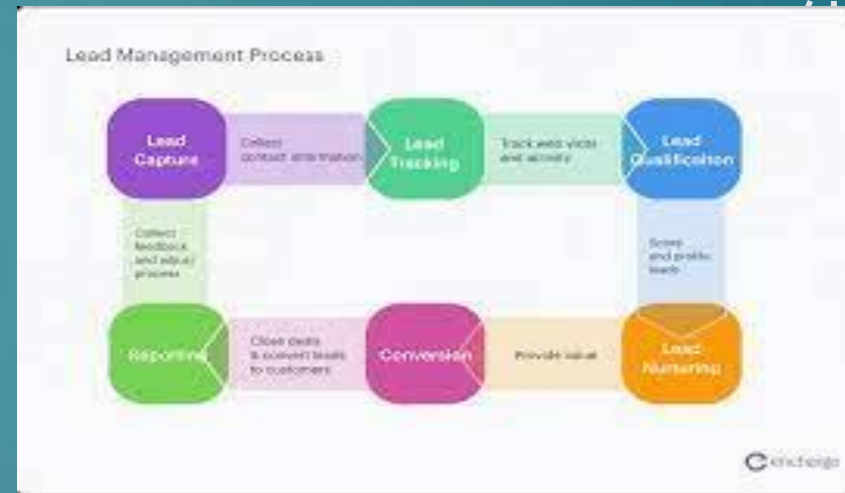 Lead Management Process
Lead
Capture
Collect
contact information
Lead
Tracking
Track web visits
and activity
Lead
Qualification
Collect
feedback
and adjust
process
Score
and profile
leads
Reporting
Close deals
& convert leads
to customers
Conversion
Provide value
Lead
Nurturing